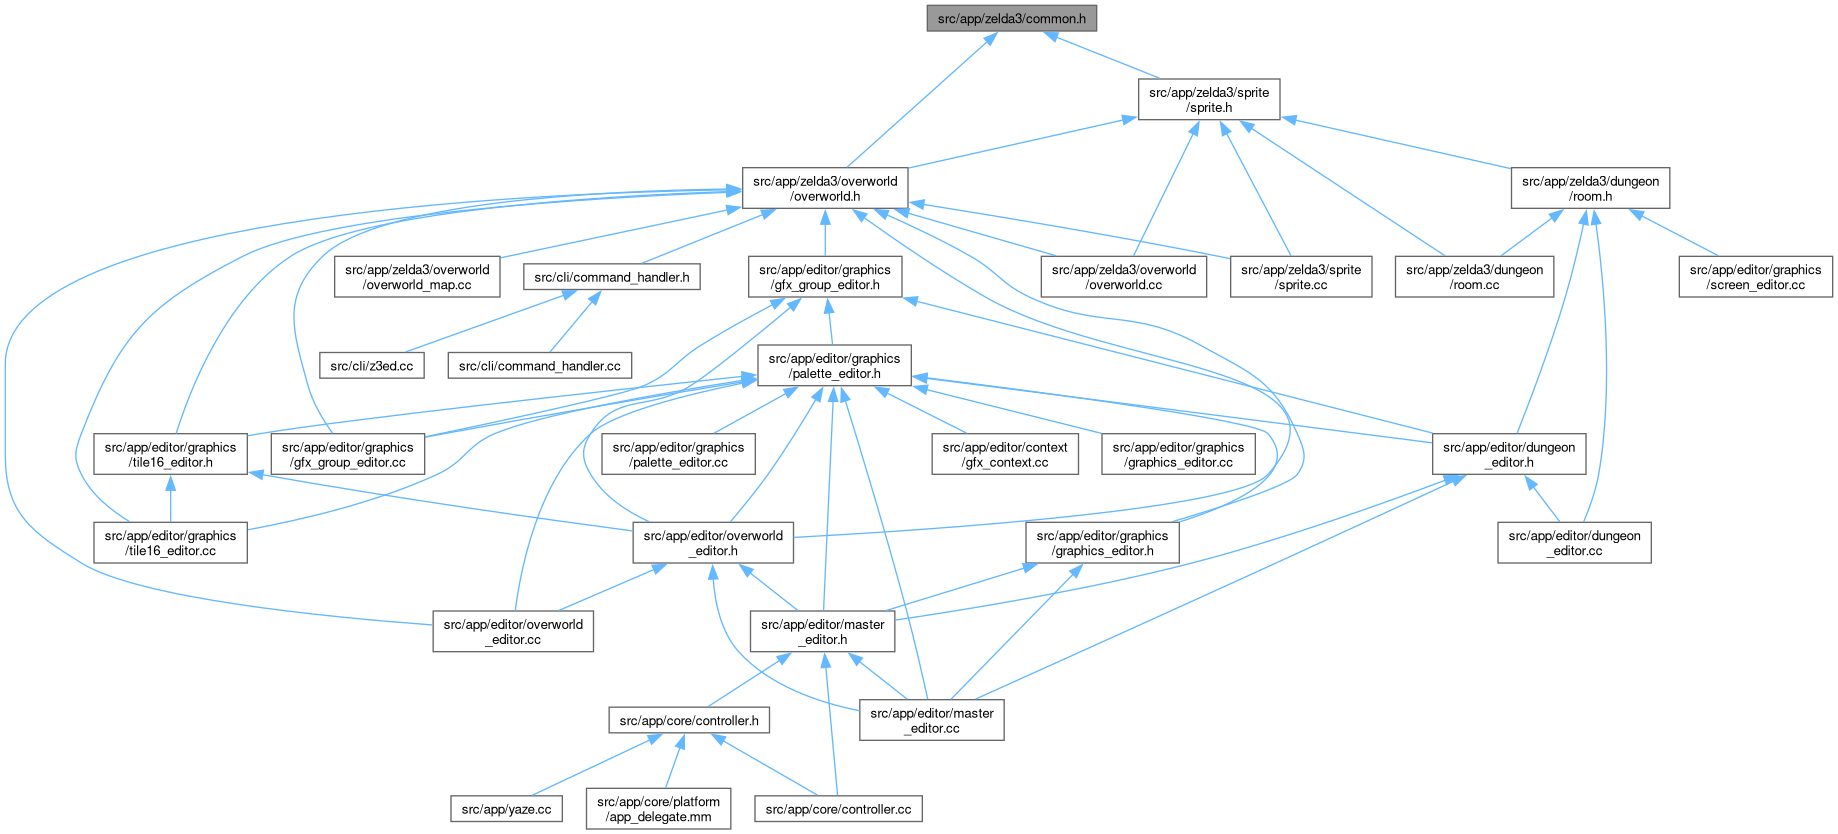 src/app/zelda3/common.h
src/app/zelda3/sprite
/sprite.h
src/app/zelda3/overworld
/overworld.h
src/app/zelda3/dungeon
/room.h
src/app/zelda3/overworld
/overworld_map.cc
src/cli/command_handler.h
src/app/editor/graphics
/gfx_group_editor.h
src/app/zelda3/overworld
/overworld.cc
src/app/zelda3/sprite
/sprite.cc
src/app/zelda3/dungeon
/room.cc
src/app/editor/graphics
/screen_editor.cc
src/cli/z3ed.cc
src/cli/command_handler.cc
src/app/editor/graphics
/palette_editor.h
src/app/editor/graphics
/tile16_editor.h
src/app/editor/graphics
/gfx_group_editor.cc
src/app/editor/graphics
/palette_editor.cc
src/app/editor/context
/gfx_context.cc
src/app/editor/graphics
/graphics_editor.cc
src/app/editor/dungeon
_editor.h
src/app/editor/graphics
/tile16_editor.cc
src/app/editor/overworld
_editor.h
src/app/editor/graphics
/graphics_editor.h
src/app/editor/dungeon
_editor.cc
src/app/editor/overworld
_editor.cc
src/app/editor/master
_editor.h
src/app/core/controller.h
src/app/editor/master
_editor.cc
src/app/yaze.cc
src/app/core/platform
/app_delegate.mm
src/app/core/controller.cc